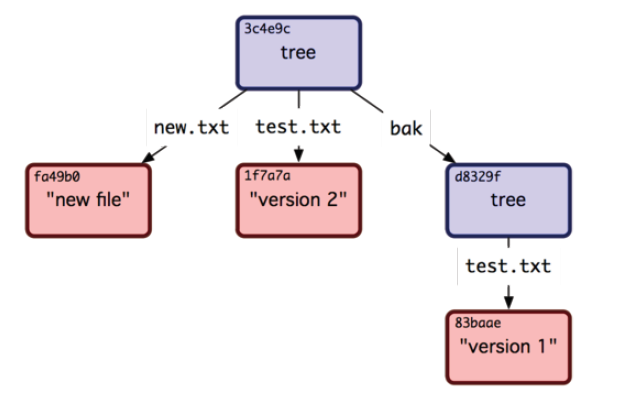 3c4e9c
tree
new.txt
test.txt
bak
fa49b0
"new file"
1f7a7a
"version 2"
d8329f
tree
test.txt
83baae
"version 1"